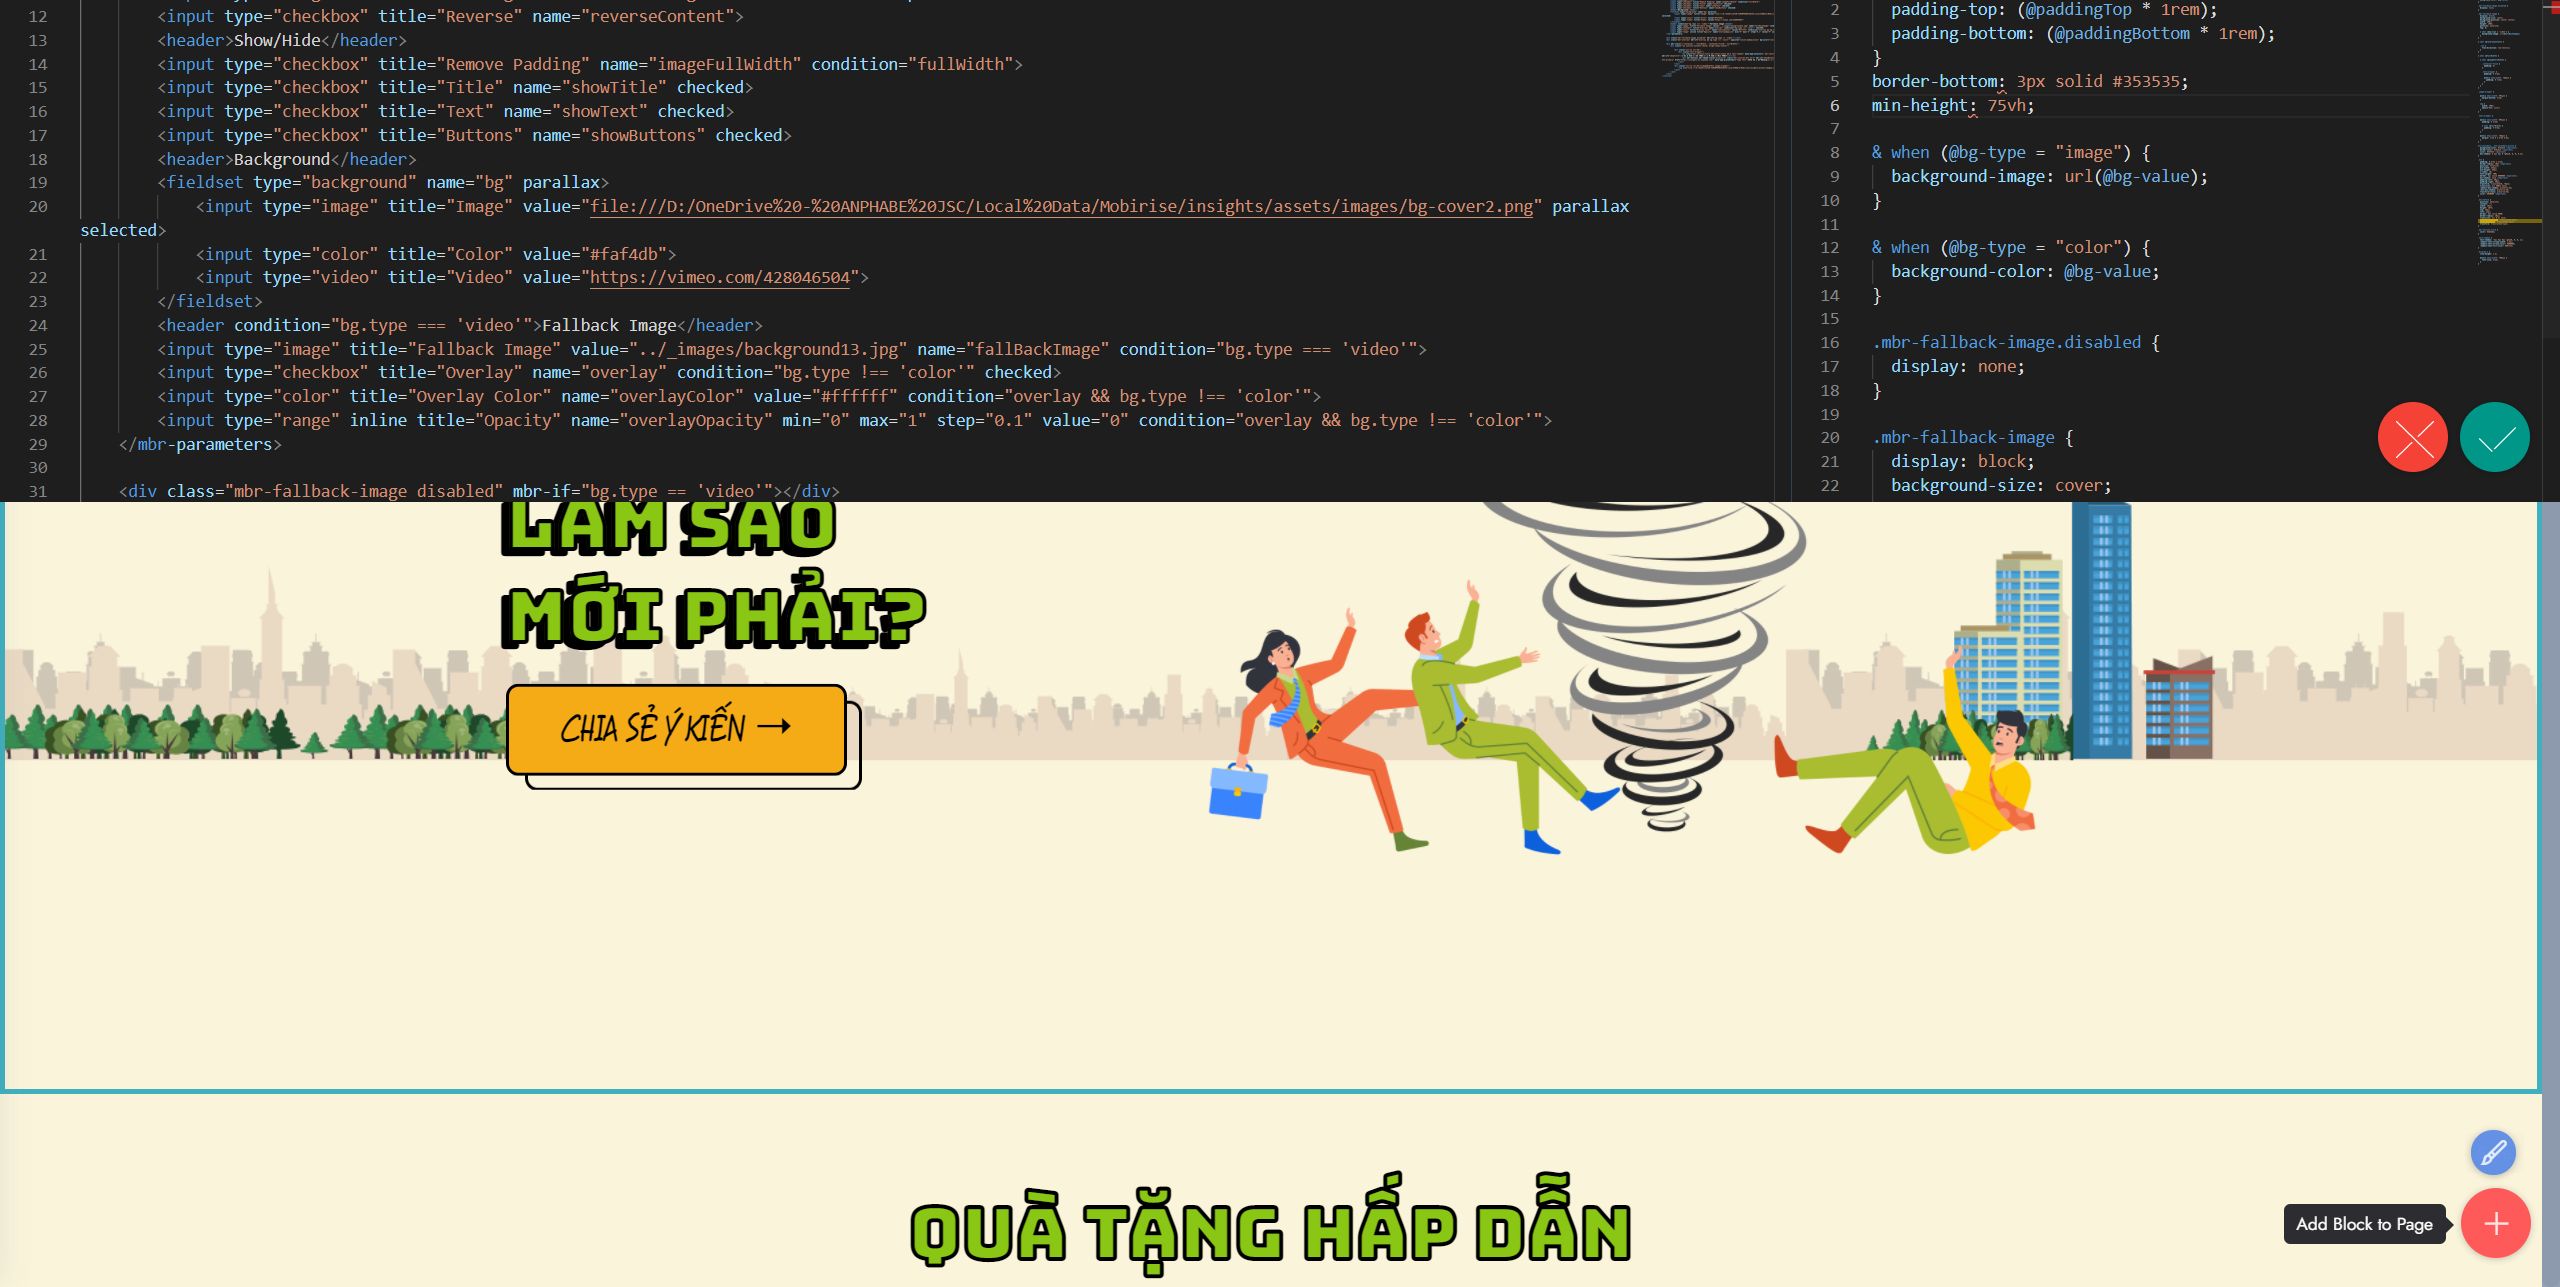 12 <input type="checkbox" title="Reverse" name="reverseContent">
13 <header>Show/Hide</header>
14 <input type="checkbox" title="Remove Padding" name="imageFullWidth" condition="fullWidth">
15 <input type="checkbox" title="Title" name="showTitle" checked>
16 <input type="checkbox" title="Text" name="showText" checked>
17 <input type="checkbox" title="Buttons" name="showButtons" checked>
18 <header>Background</header>
19 <fieldset type="background" name="bg" parallax>
20 <input type="image" title="Image" value="file:///D:/OneDrive%20-%20ANPHABE%20JSC/Local%20Data/Mobirise/insights/assets/images/bg-cover2.png" parallax
selected>
21 <input type="color" title="Color" value="#faf4db">
22 <input type="video" title="Video" value="https://vimeo.com/428046504">
23 </fieldset>
24 <header condition="bg.type === 'video'">Fallback Image</header>
25 <input type="image" title="Fallback Image" value="../_images/background13.jpg" name="fallBackImage" condition="bg.type === 'video'">
26 <input type="checkbox" title="Overlay" name="overlay" condition="bg.type !== 'color'" checked>
27 <input type="color" title="Overlay Color" name="overlayColor" value="#ffffff" condition="overlay && bg.type !== 'color'">
28 <input type="range" inline title="Opacity" name="overlayOpacity" min="0" max="1" step="0.1" value="0" condition="overlay && bg.type !== 'color'">
29 </mbr-parameters>
30
31 <div class="mbr-fallback-image disabled" mbr-if="bg.type == 'video'"></div>
2 padding-top: (@paddingTop * 1rem);
3 padding-bottom: (@paddingBottom * 1rem);
4 }
5 border-bottom: 3px solid #353535;
6 min-height: 75vh;
7
8 & when (@bg-type = "image") {
9 background-image: url(@bg-value);
10 }
11
12 & when (@bg-type = "color") {
13 background-color: @bg-value;
14 }
15
16 .mbr-fallback-image.disabled {
17 display: none;
18 }
19
20 .mbr-fallback-image {
21 display: block;
22 background-size: cover;
LÀM SAO
MỚI PHẢI?
CHIA SẺ Ý KIẾN →
QUÀ TẶNG HẤP DẪN
Add Block to Page